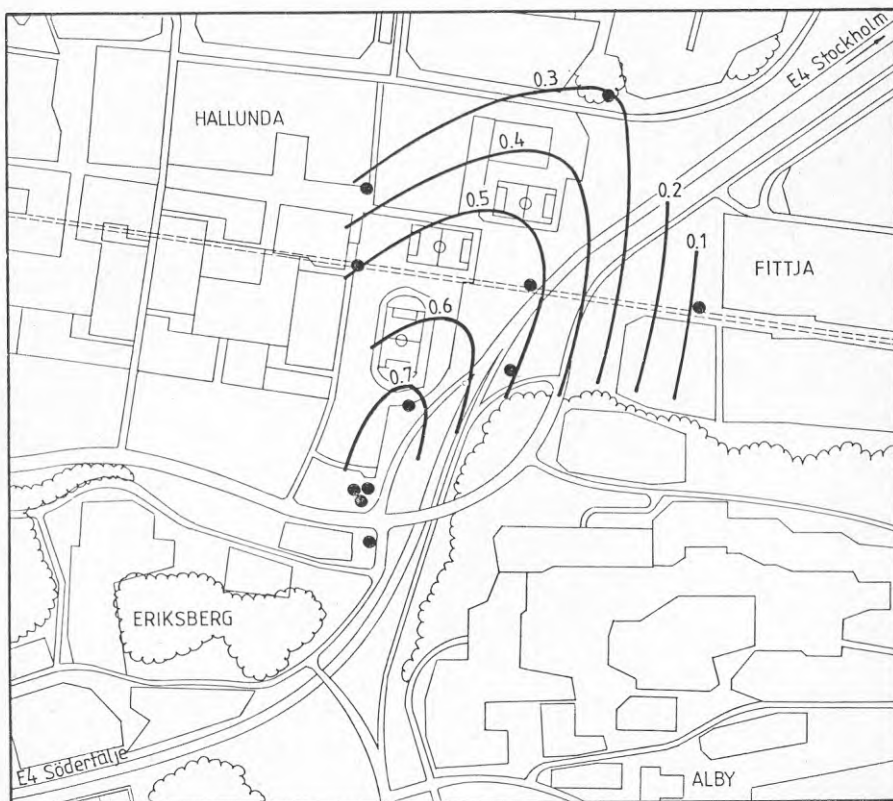 E4 Stockholm
0.3
HALLUNDA
0.4
0.5
0.2
0.1
FITTJA
0.6
0.7
ERIKSBERG
E4 Södertälje
ALBY